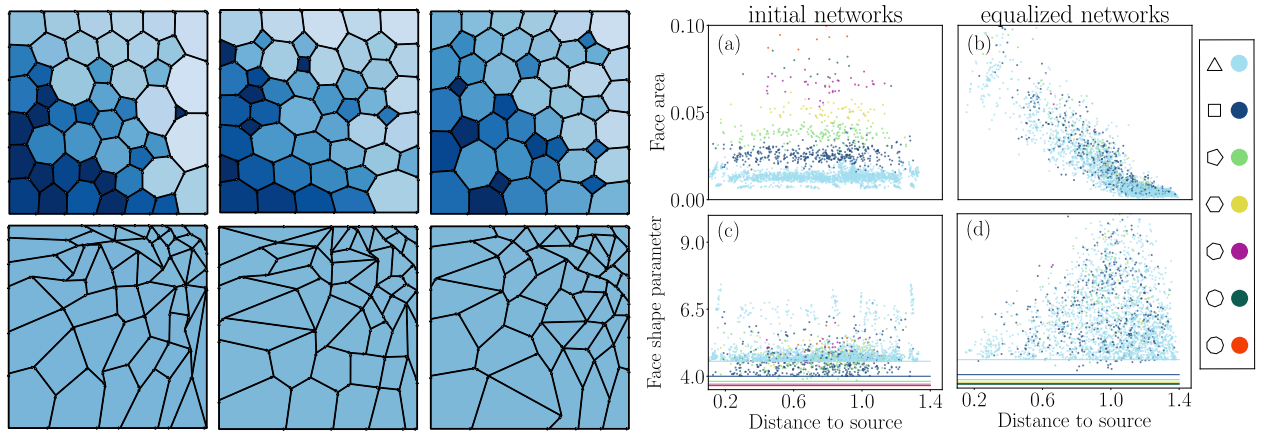 initial networks
equalized networks
(a)
(b)
Face area
0.10
0.05
0.00
(c)
(d)
Face shape parameter
9.0
6.5
4.0
0.2
0.6
1.0
1.4
0.2
0.6
1.0
1.4
Distance to source
Distance to source